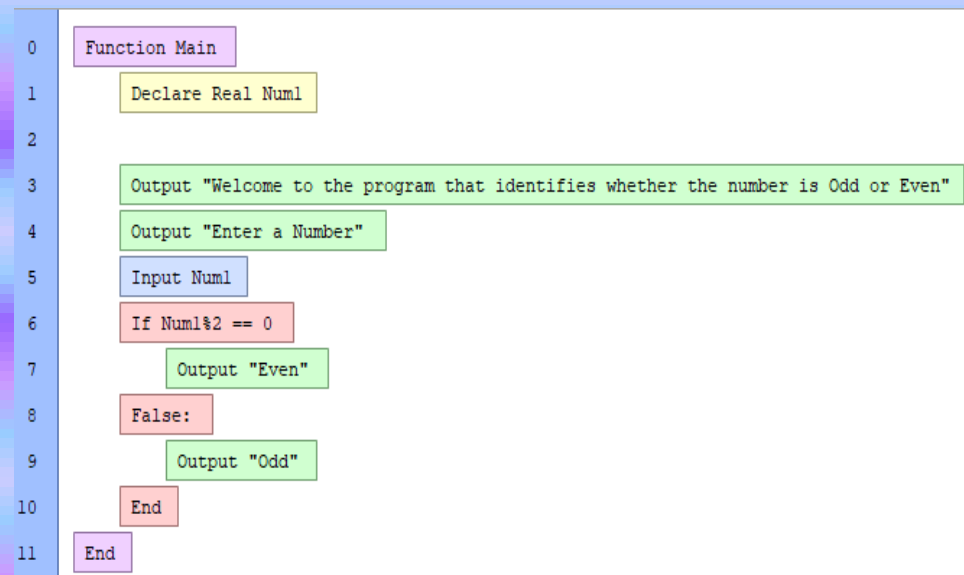 0 Function Main
1 Declare Real Num1
2
3 Output "Welcome to the program that identifies whether the number is Odd or Even"
4 Output "Enter a Number"
5 Input Num1
6 If Num1%2 == 0
7 Output "Even"
8 False:
9 Output "Odd"
10 End
11 End